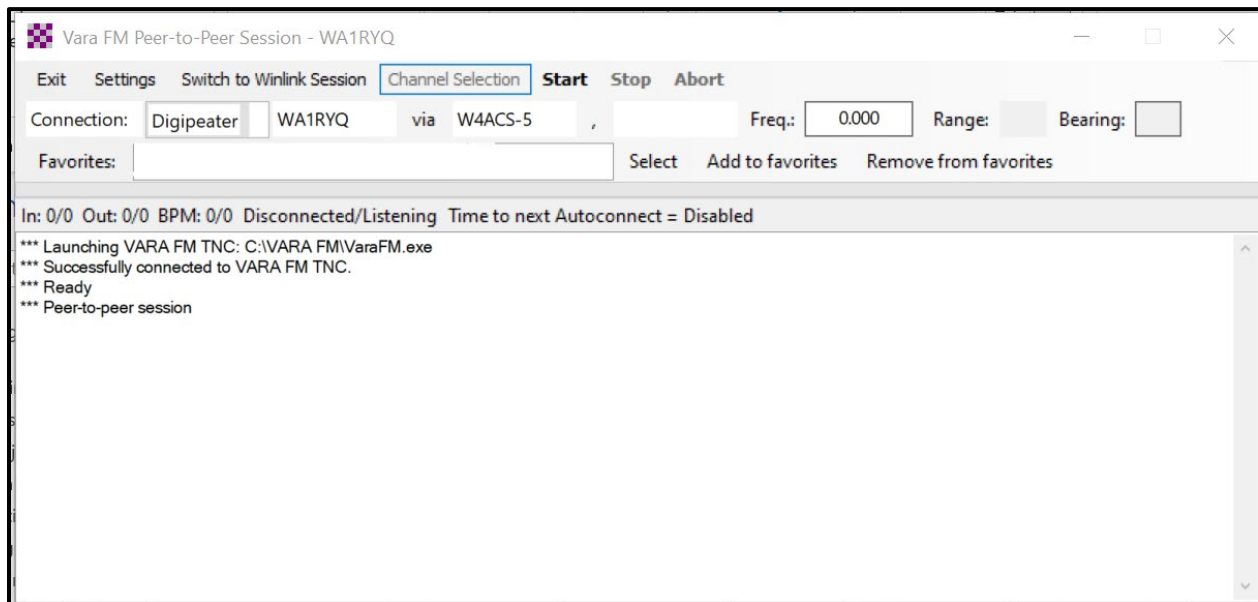 Vara FM Peer-to-Peer Session - WA1RYQ
Exit Settings Switch to Winlink Session Channel Selection Start Stop Abort
Connection: Digipeater WA1RYQ via W4ACS-5 , Freq.: 0.000 Range: Bearing:
Favorites: Select Add to favorites Remove from favorites
In: 0/0 Out: 0/0 BPM: 0/0 Disconnected/Listening Time to next Autoconnect = Disabled
*** Launching VARA FM TNC: C:\VARA FM\VaraFM.exe
*** Successfully connected to VARA FM TNC.
*** Ready
*** Peer-to-peer session